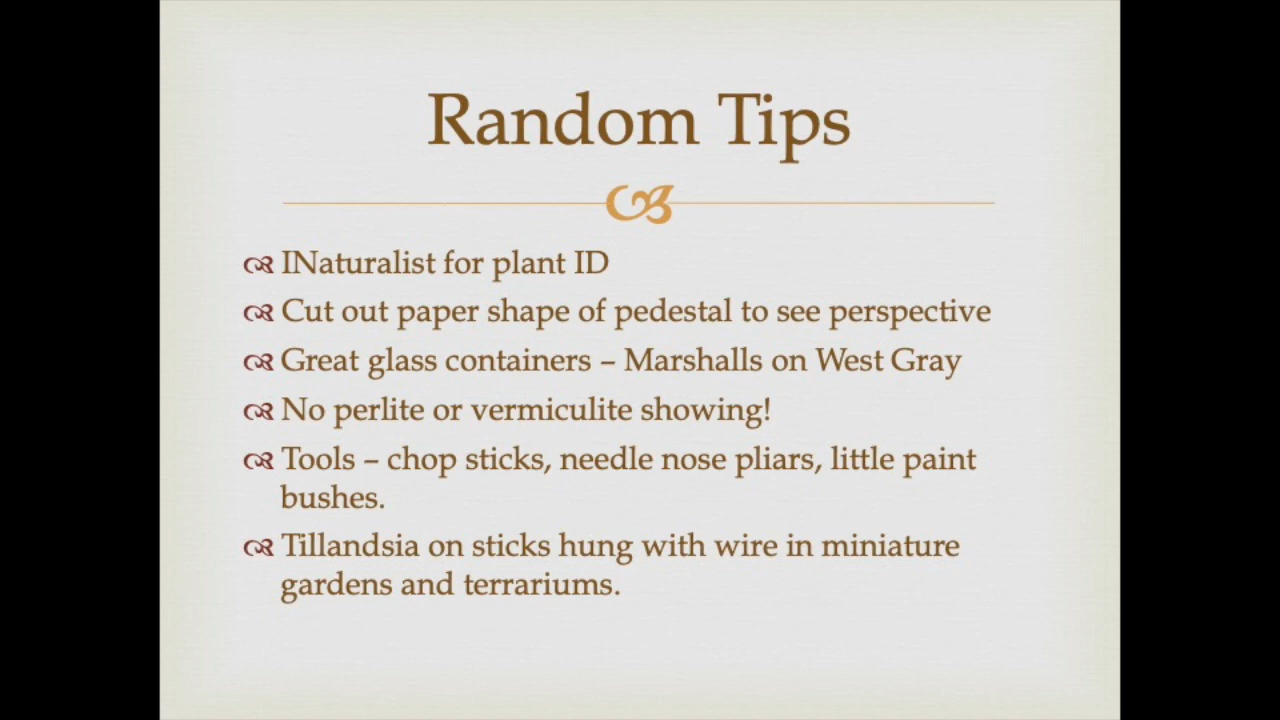 Random Tips
INaturalist for plant ID
Cut out paper shape of pedestal to see perspective
Great glass containers – Marshalls on West Gray
No perlite or vermiculite showing!
Tools – chop sticks, needle nose pliars, little paint
bushes.
Tillandsia on sticks hung with wire in miniature
gardens and terrariums.